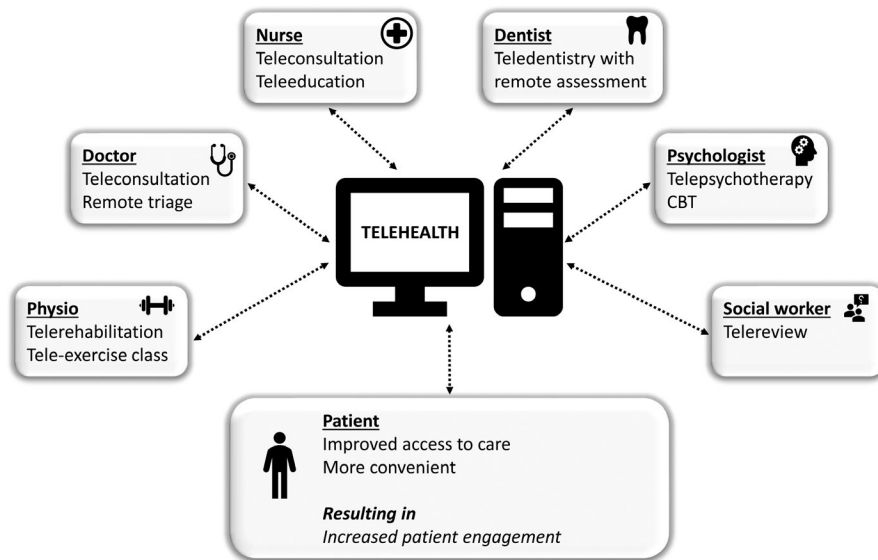 Nurse
Teleconsultation
Teleeducation
Dentist
Teledentistry with
remote assessment
Doctor
Teleconsultation
Remote triage
TELEHEALTH
Psychologist
Telepsychotherapy
CBT
Physio
Telerehabilitation
Tele-exercise class
Social worker
Telereview
Patient
Improved access to care
More convenient
Resulting in
Increased patient engagement